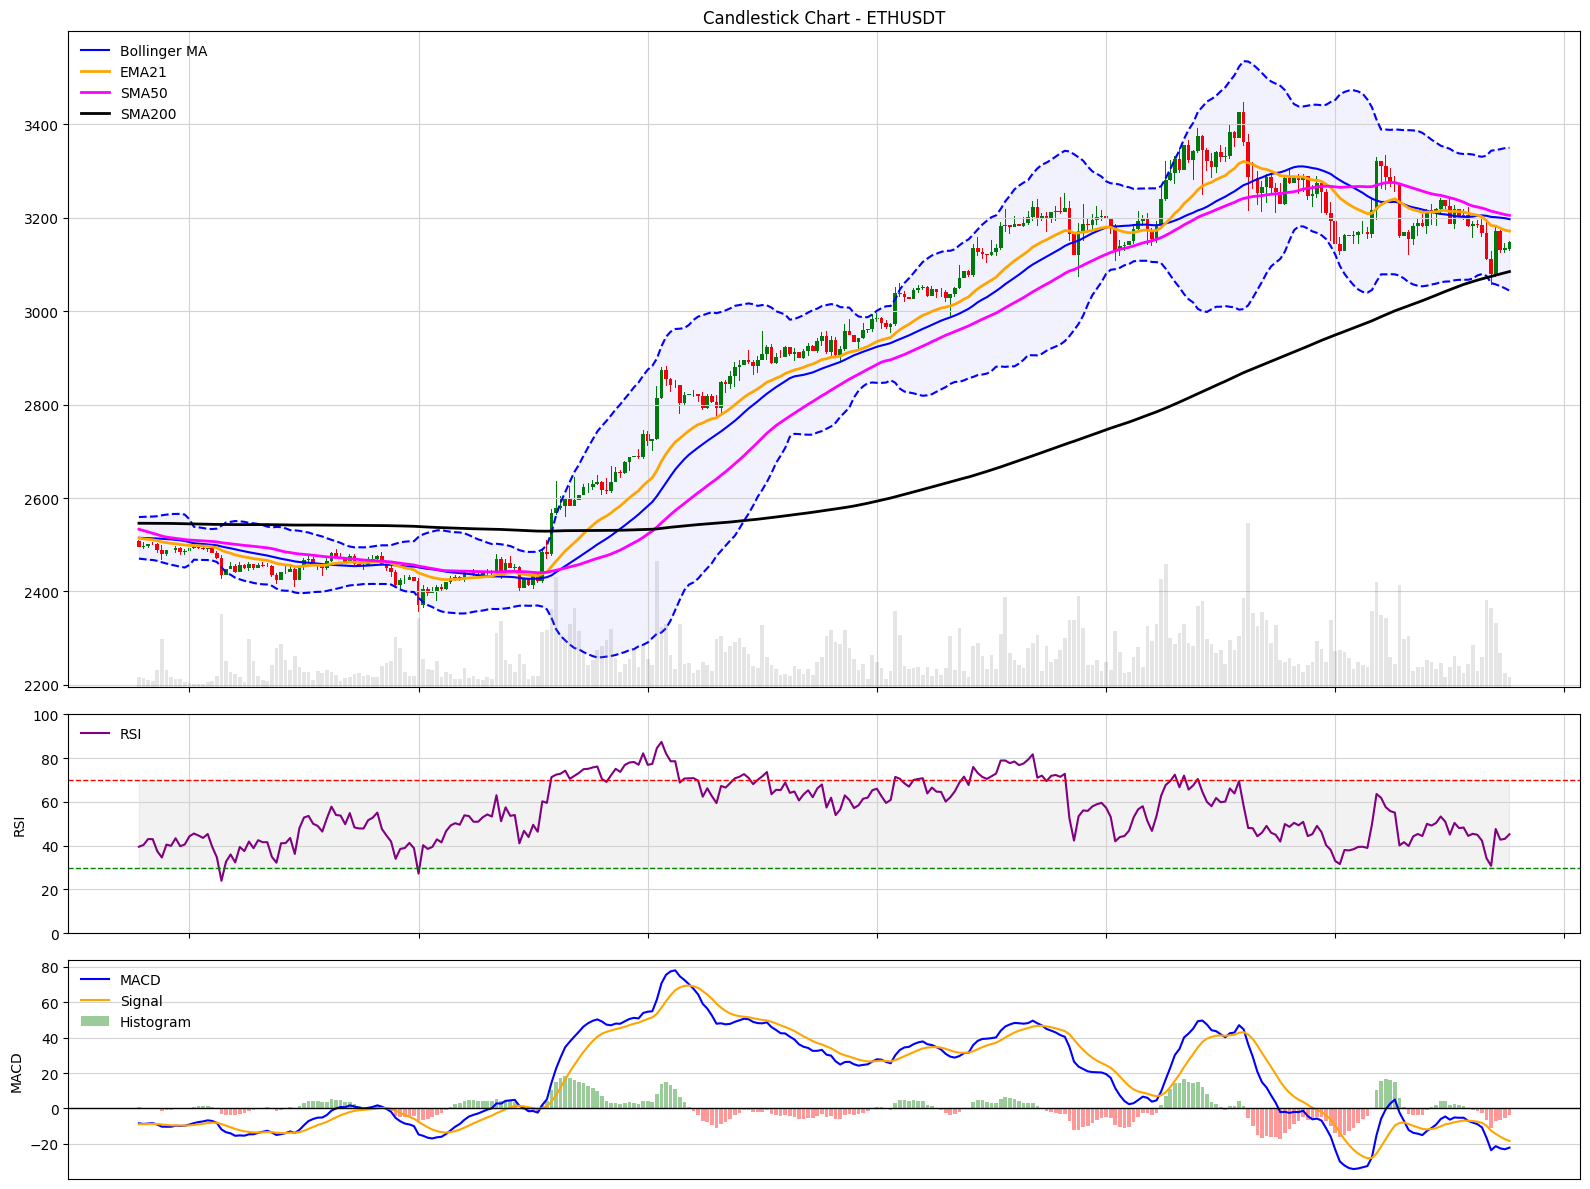 Candlestick Chart - ETHUSDT
Bollinger MA
EMA21
SMA50
SMA200
3400
3200
3000
2800
2600
2400
2200
RSI
100
80
60
40
20
0
RSI
MACD
Signal
Histogram
80
60
40
20
0
−20
MACD